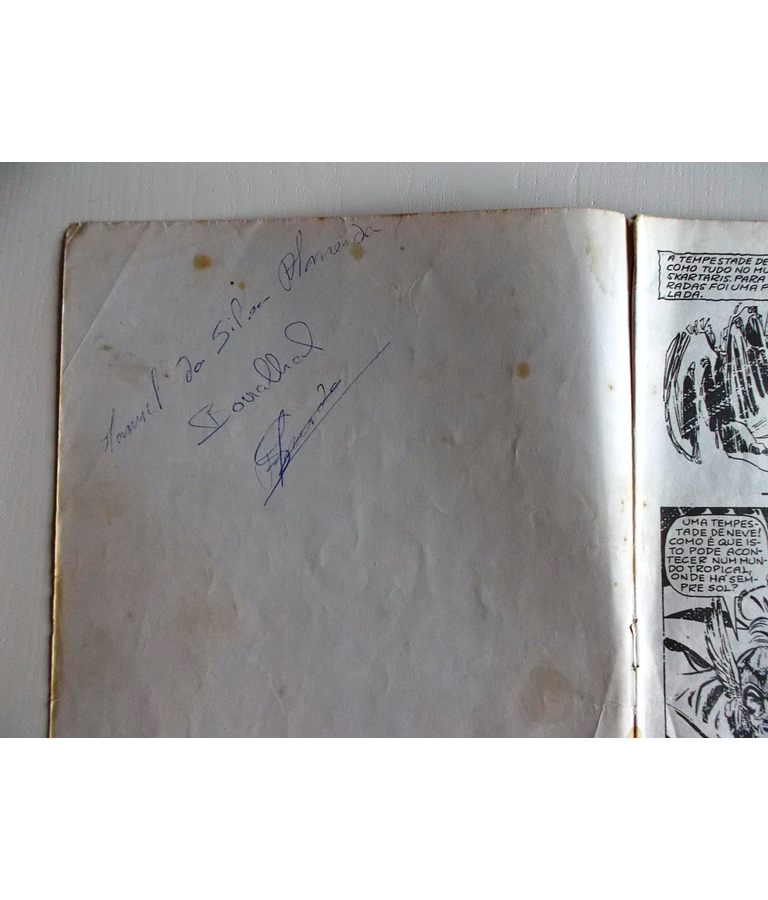 Manuel da Silva Almeida
A TEMPESTADE DE
COMO TUDO NO MU
SKARTARIS. PARA
RADAS FOI UMA P
LADA.
UMA TEMPES-
TADE DE NEVE!
COMO É QUE IS-
TO PODE ACON-
TECER NUM MUN-
DO TROPICAL,
ONDE HÁ SEM-
PRE SOL?